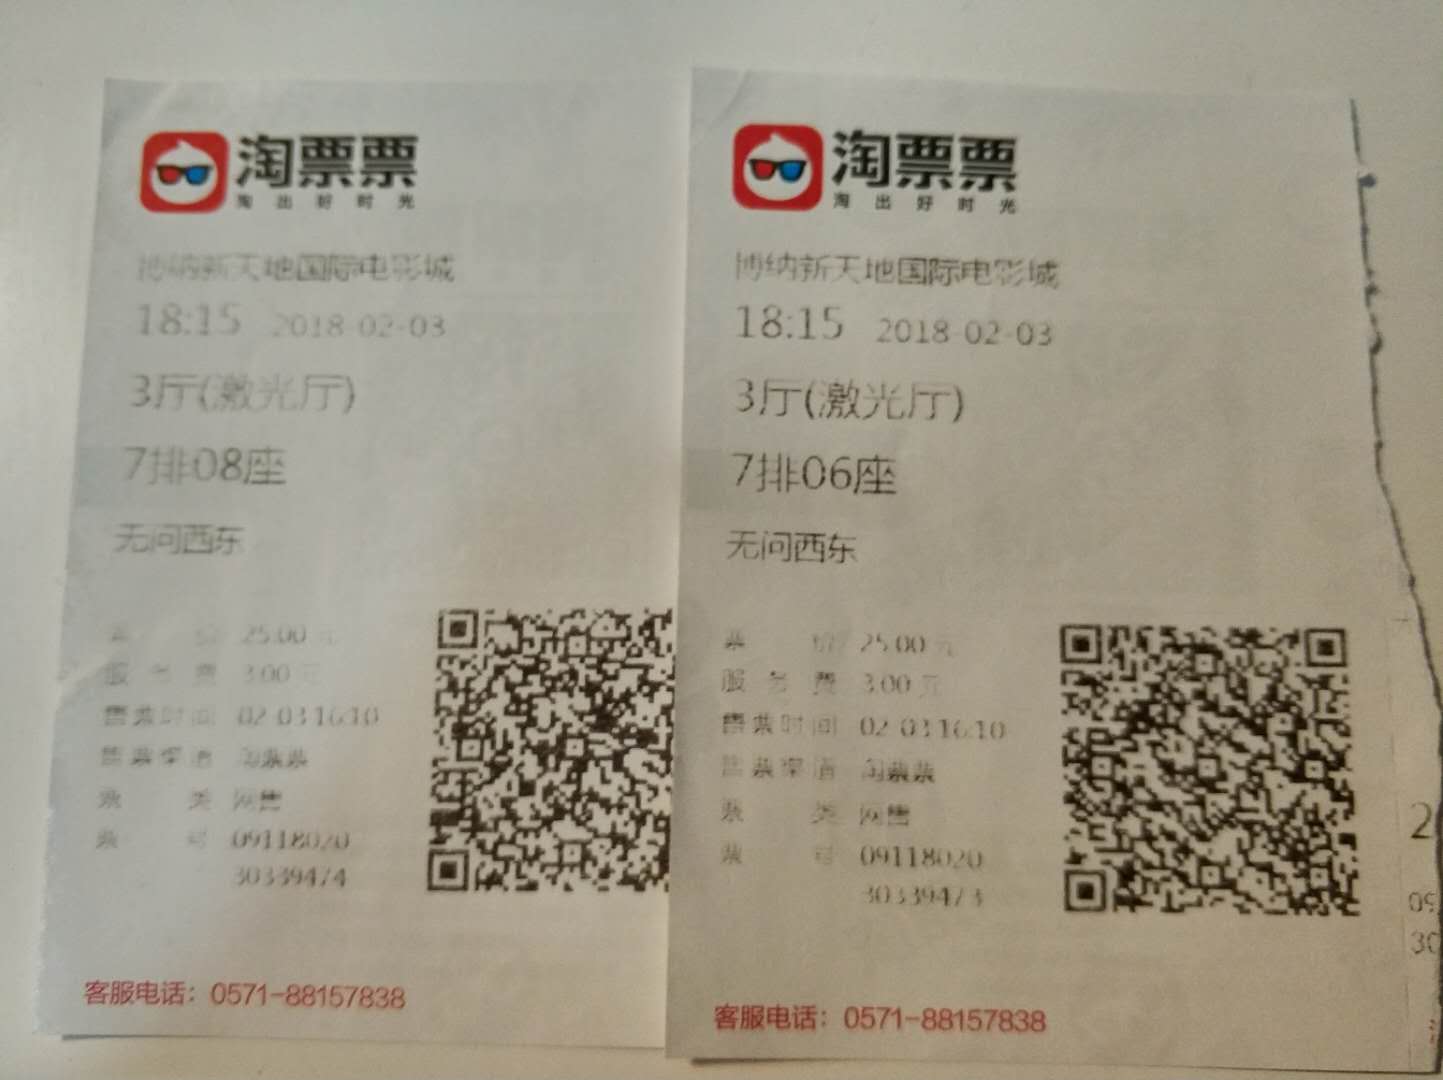 淘票票
淘出好时光
博纳新天地国际电影城
18:15 2018-02-03
3厅(激光厅)
7排08座
无问西东
票 价 25.00 元
服务费 3.00 元
售票时间 02-03 16:10
售票渠道 淘票票
票 类 网售
票 号 09118020
30339474
客服电话：0571-88157838
淘票票
淘出好时光
博纳新天地国际电影城
18:15 2018-02-03
3厅(激光厅)
7排06座
无问西东
票 价 25.00 元
服务费 3.00 元
售票时间 02-03 16:10
售票渠道 淘票票
票 类 网售
票 号 09118020
30339473
客服电话：0571-88157838
2
09
30